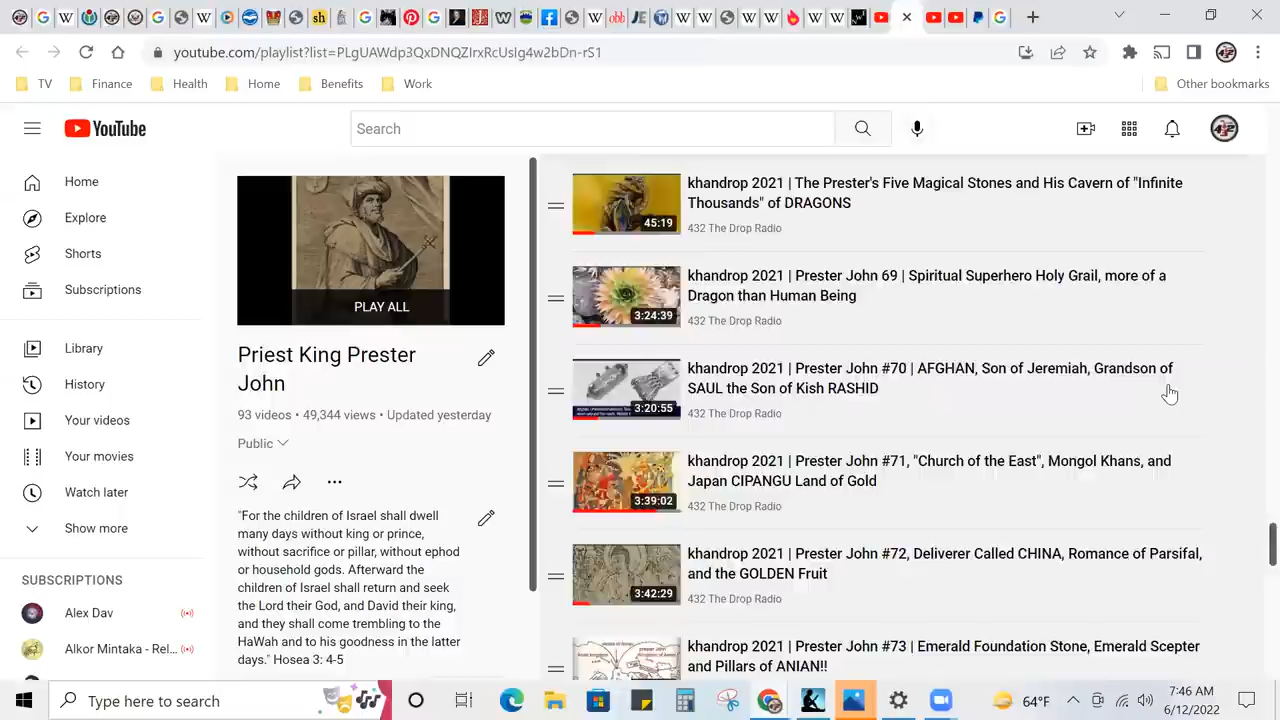 youtube.com/playlist?list=PLgUAWdp3QxDNQZIrxRcUsIg4w2bDn-rS1
TV
Finance
Health
Home
Benefits
Work
Other bookmarks
YouTube
Search
Home
Explore
Shorts
Subscriptions
Library
History
Your videos
Your movies
Watch later
Show more
SUBSCRIPTIONS
Alex Dav
Alkor Mintaka - Rel...
PLAY ALL
Priest King Prester
John
93 videos • 49,344 views • Updated yesterday
Public
"For the children of Israel shall dwell
many days without king or prince,
without sacrifice or pillar, without ephod
or household gods. Afterward the
children of Israel shall return and seek
the Lord their God, and David their king,
and they shall come trembling to the
HaWah and to his goodness in the latter
days." Hosea 3: 4-5
45:19
khandrop 2021 | The Prester's Five Magical Stones and His Cavern of "Infinite
Thousands" of DRAGONS
432 The Drop Radio
3:24:39
khandrop 2021 | Prester John 69 | Spiritual Superhero Holy Grail, more of a
Dragon than Human Being
432 The Drop Radio
3:20:55
khandrop 2021 | Prester John #70 | AFGHAN, Son of Jeremiah, Grandson of
SAUL the Son of Kish RASHID
432 The Drop Radio
3:39:02
khandrop 2021 | Prester John #71, "Church of the East", Mongol Khans, and
Japan CIPANGU Land of Gold
432 The Drop Radio
3:42:29
khandrop 2021 | Prester John #72, Deliverer Called CHINA, Romance of Parsifal,
and the GOLDEN Fruit
432 The Drop Radio
khandrop 2021 | Prester John #73 | Emerald Foundation Stone, Emerald Scepter
and Pillars of ANIAN!!
Type here to search
64°F
7:46 AM
6/12/2022